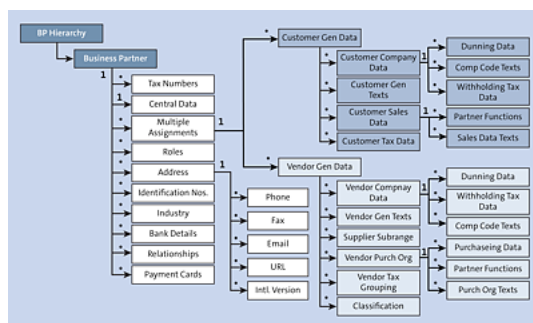 BP Hierarchy
Business Partner
1
*
Tax Numbers
1
Central Data
*
Multiple
Assignments
1
*
Roles
*
Address
1
*
Identification Nos.
*
Industry
*
Bank Details
*
Relationships
*
Payment Cards
*
Phone
*
Fax
*
Email
*
URL
*
Intl. Version
*
Customer Gen Data
*
Customer Company
Data
1
*
Customer Gen
Texts
*
Customer Sales
Data
1
*
Customer Tax Data
*
Dunning Data
*
Comp Code Texts
*
Withholding Tax
Data
*
Partner Functions
*
Sales Data Texts
*
Vendor Gen Data
*
Vendor Compnay
Data
1
*
Vendor Gen Texts
*
Supplier Subrange
*
Vendor Purch Org
1
*
Vendor Tax
Grouping
*
Classification
*
Dunning Data
*
Withholding Tax
Data
*
Comp Code Texts
*
Purchaseing Data
*
Partner Functions
*
Purch Org Texts